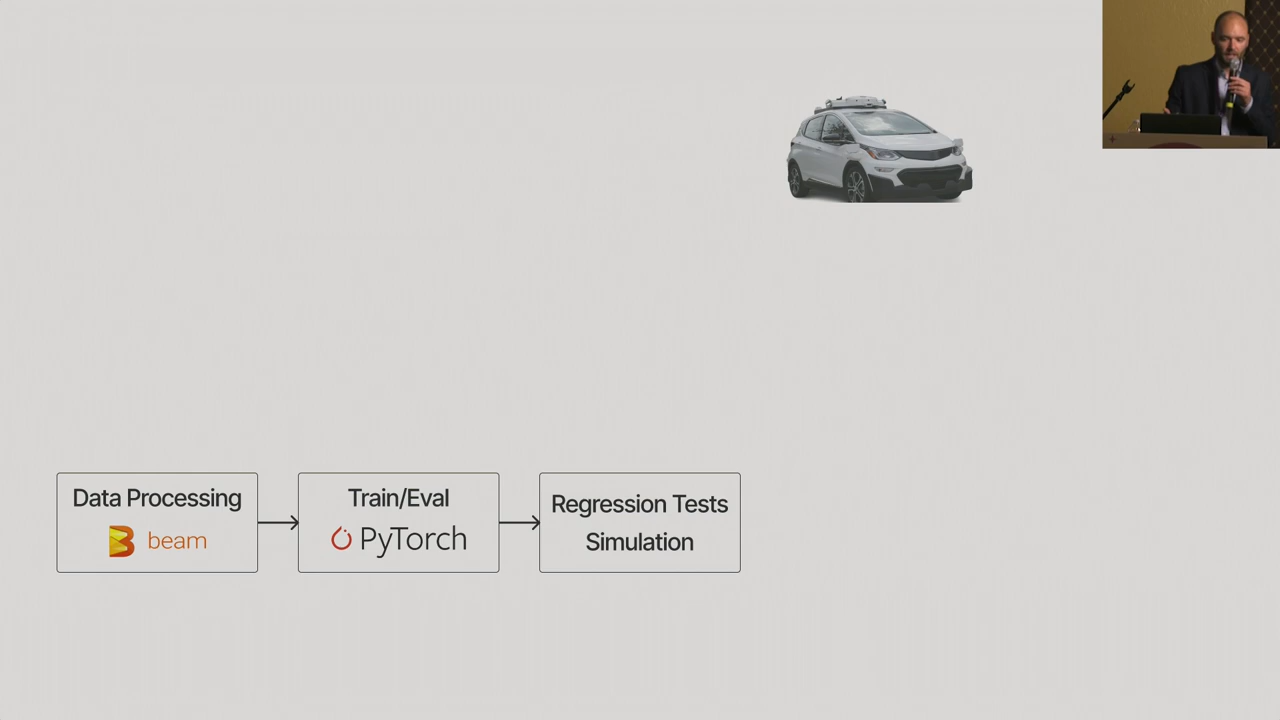 Data Processing
beam
Train/Eval
PyTorch
Regression Tests
Simulation